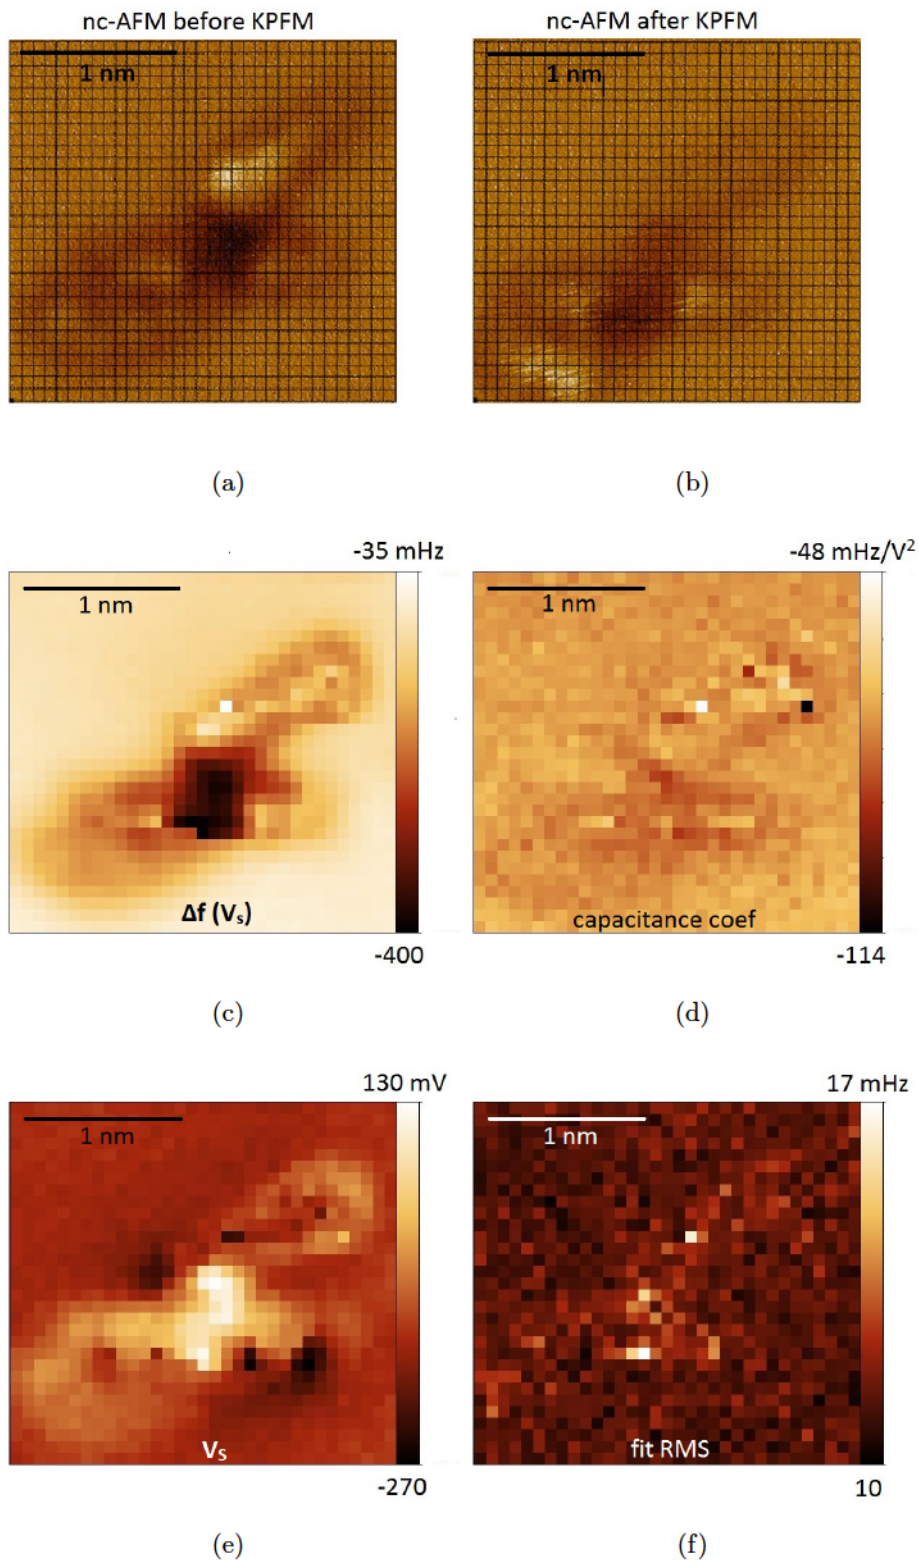 nc-AFM before KPFM
nc-AFM after KPFM
1 nm
1 nm
(a)
(b)
-35 mHz
-48 mHz/V²
1 nm
1 nm
Δf (Vₛ)
capacitance coef
-400
-114
(c)
(d)
130 mV
17 mHz
1 nm
1 nm
Vₛ
fit RMS
-270
10
(e)
(f)